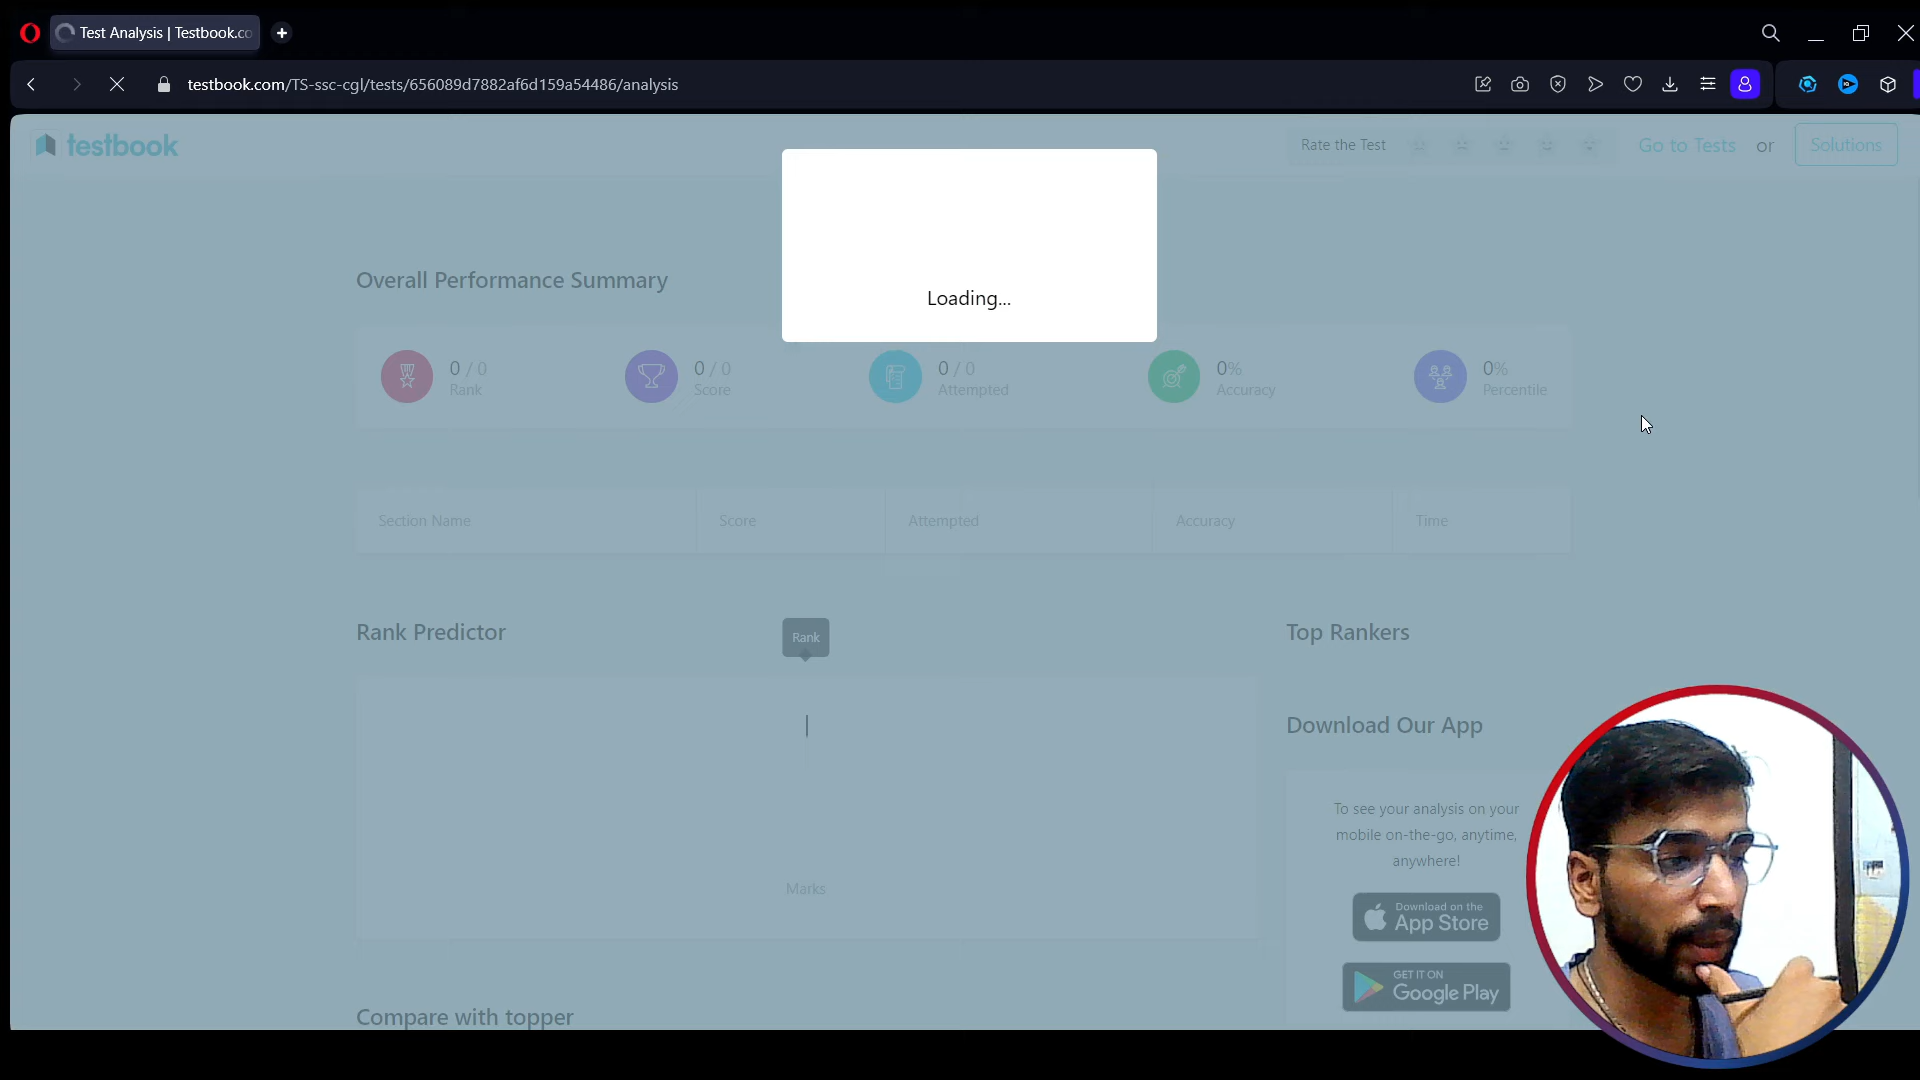 Test Analysis | Testbook.co
testbook.com/TS-ssc-cgl/tests/656089d7882af6d159a54486/analysis
testbook
Rate the Test
Go to Tests or Solutions
Loading...
Overall Performance Summary
0 / 0
Rank
0 / 0
Score
0 / 0
Attempted
0%
Accuracy
0%
Percentile
Section Name Score Attempted Accuracy Time
Rank Predictor
Rank
Marks
Top Rankers
Download Our App
To see your analysis on your
mobile on-the-go, anytime,
anywhere!
Download on the
App Store
GET IT ON
Google Play
Compare with topper